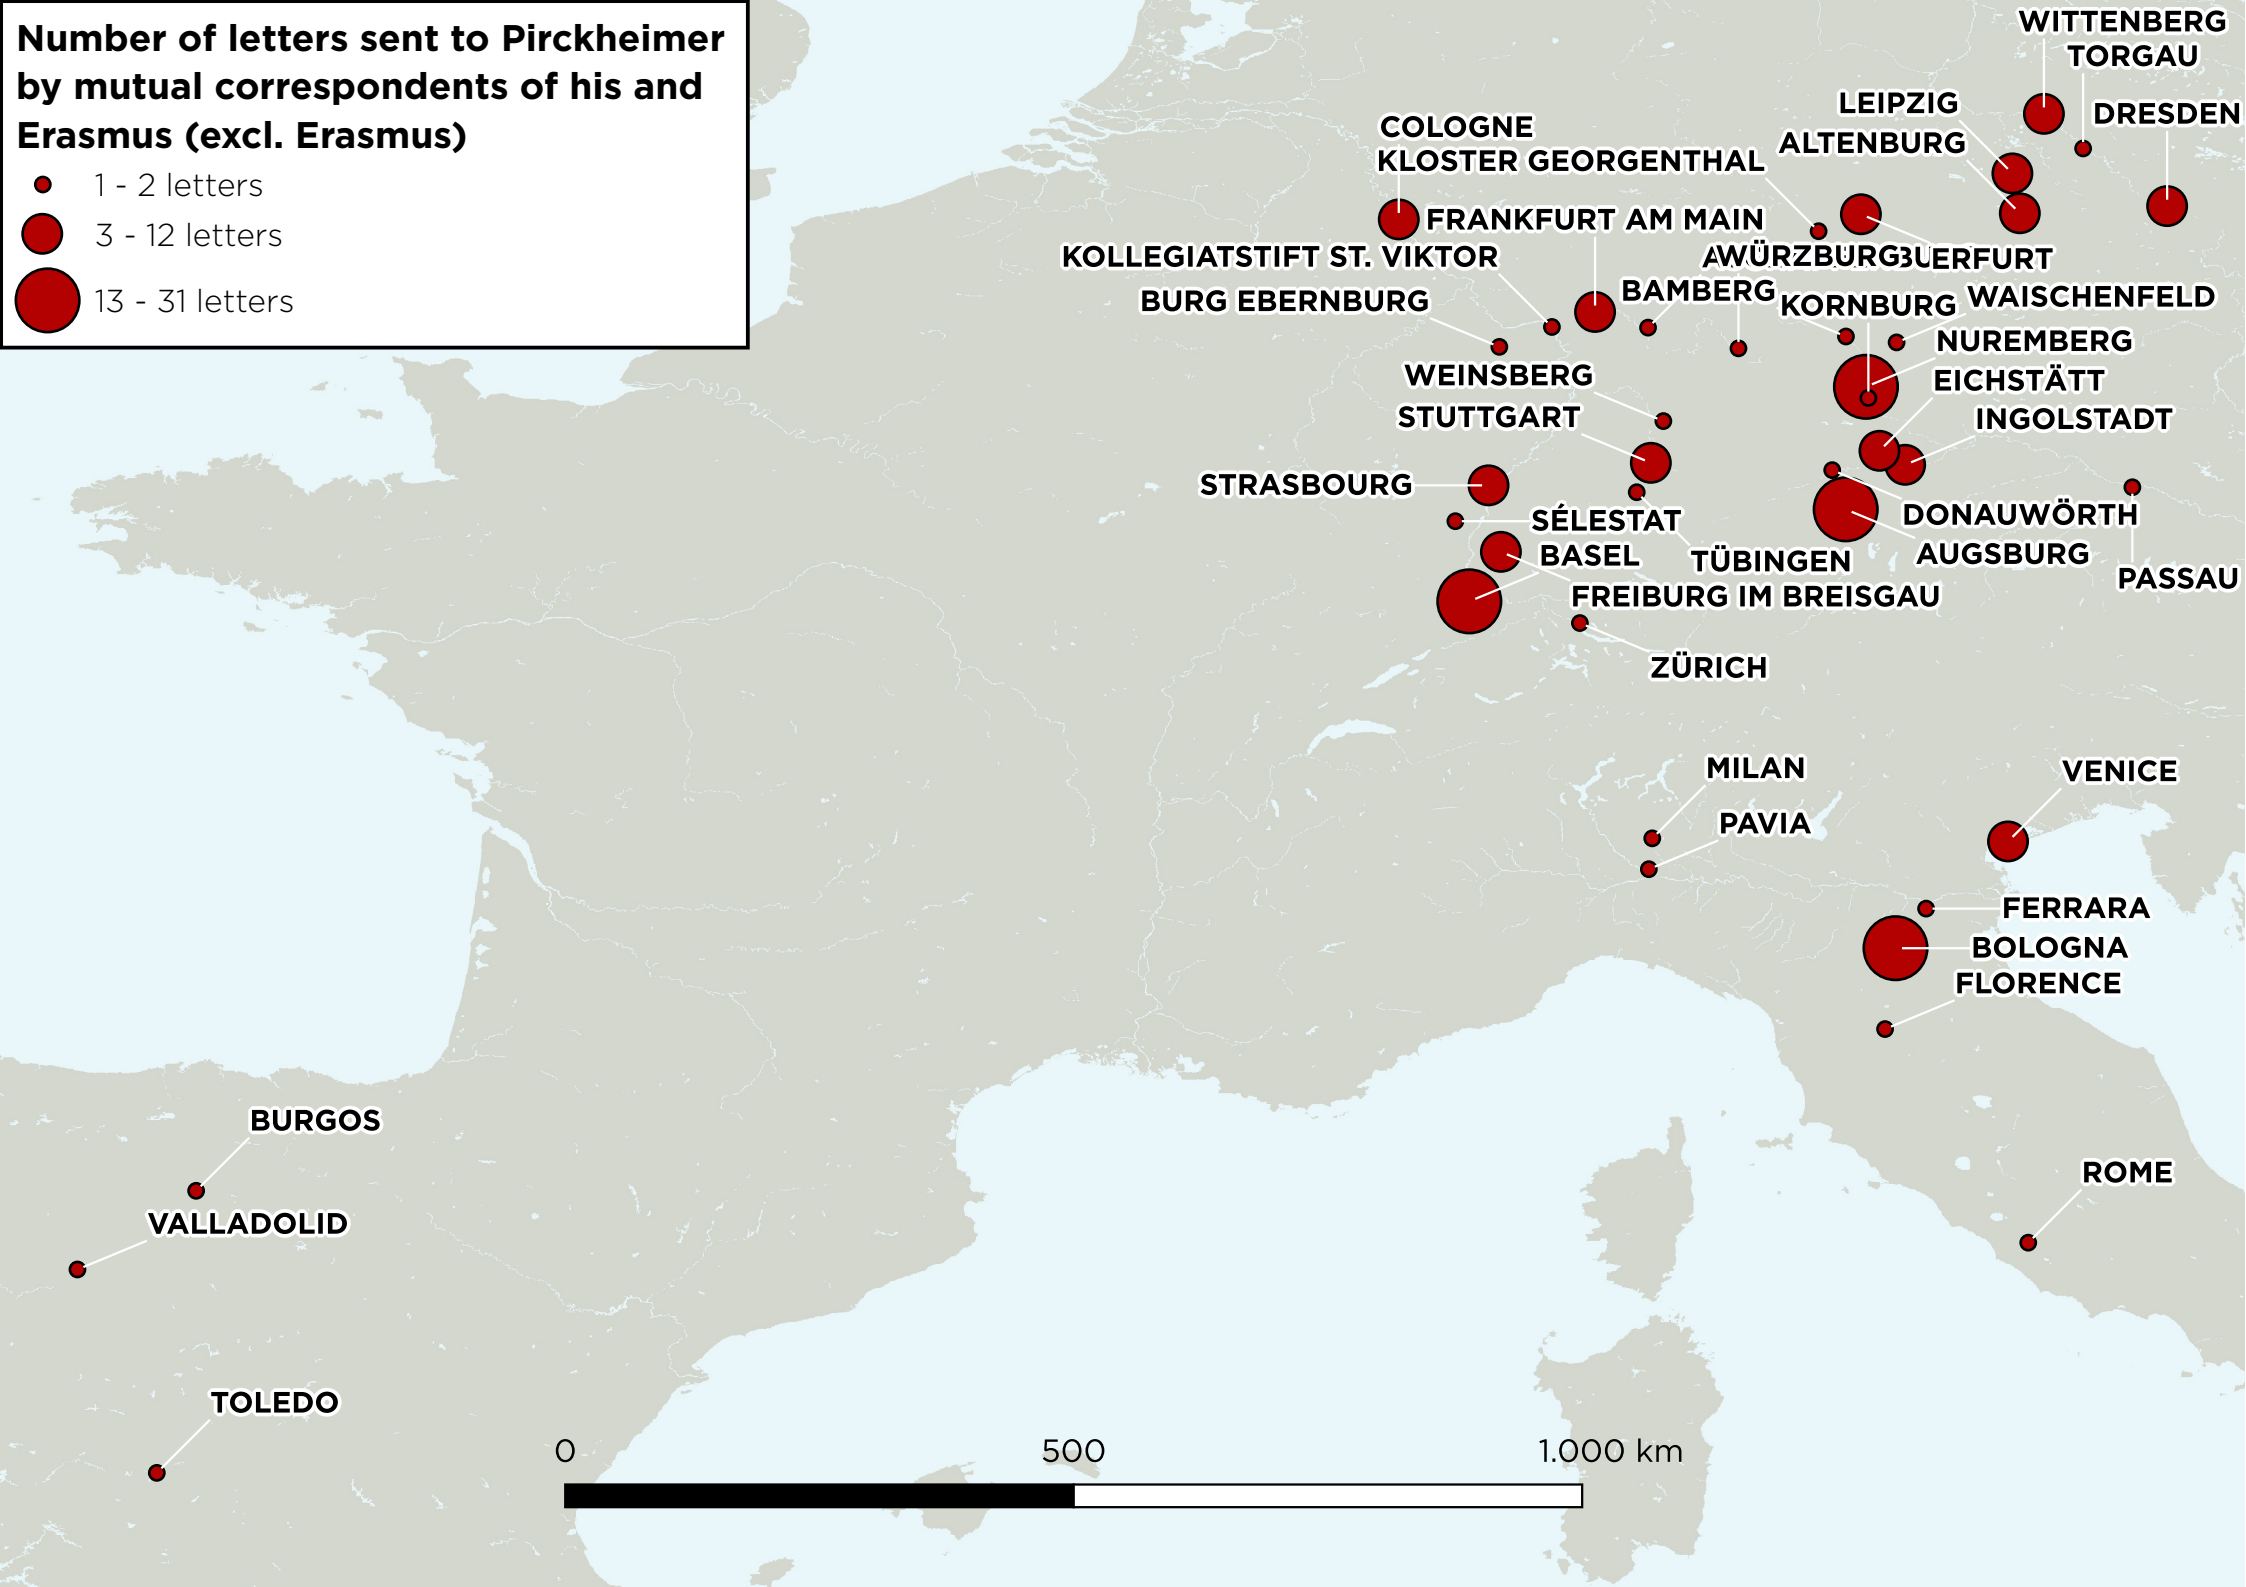 Number of letters sent to Pirckheimer
by mutual correspondents of his and
Erasmus (excl. Erasmus)
1 - 2 letters
3 - 12 letters
13 - 31 letters
WITTENBERG
TORGAU
LEIPZIG
DRESDEN
COLOGNE
ALTENBURG
KLOSTER GEORGENTHAL
FRANKFURT AM MAIN
KOLLEGIATSTIFT ST. VIKTOR
WÜRZBURG
ERFURT
BURG EBERNBURG
BAMBERG
KORNBURG
WAISCHENFELD
NUREMBERG
WEINSBERG
EICHSTÄTT
STUTTGART
INGOLSTADT
STRASBOURG
SÉLESTAT
DONAUWÖRTH
BASEL
TÜBINGEN
AUGSBURG
PASSAU
FREIBURG IM BREISGAU
ZÜRICH
MILAN
VENICE
PAVIA
FERRARA
BOLOGNA
FLORENCE
BURGOS
ROME
VALLADOLID
TOLEDO
0 500 1.000 km